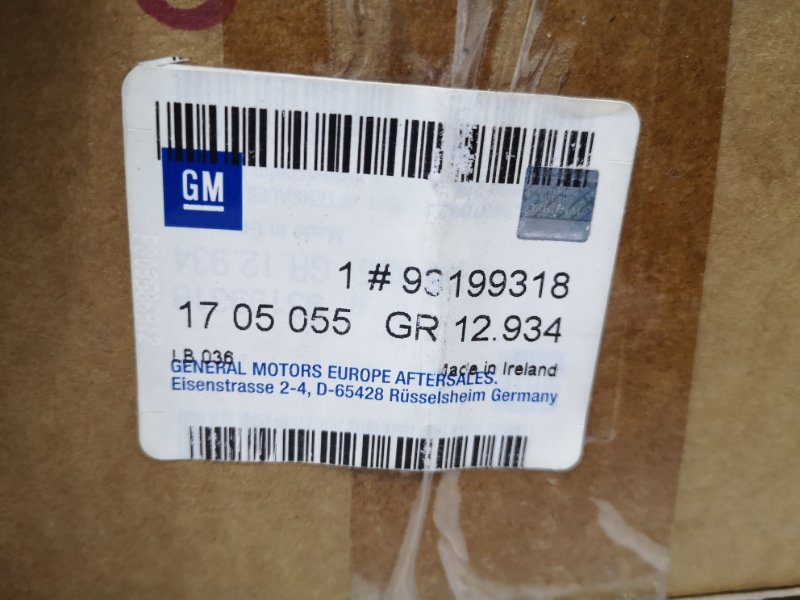 GM
1 # 93199318
17 05 055 GR 12.934
LB 036 Made in Ireland
GENERAL MOTORS EUROPE AFTERSALES.
Eisenstrasse 2-4, D-65428 Rüsselsheim Germany